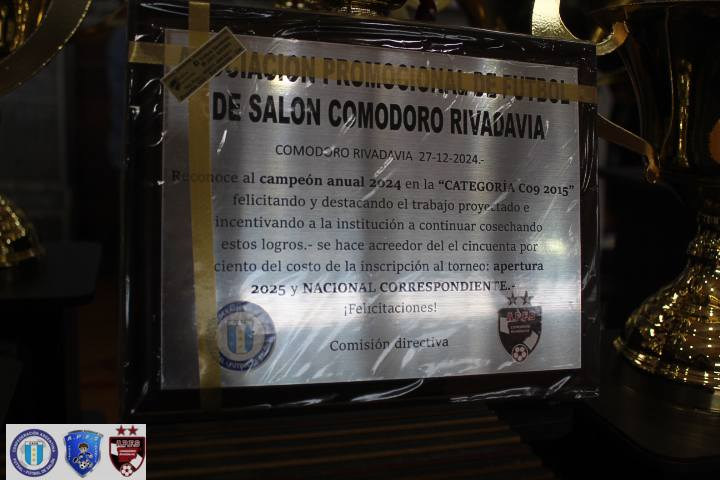 ASOCIACION PROMOCIONAL DE FUTBOL
DE SALON COMODORO RIVADAVIA
COMODORO RIVADAVIA 27-12-2024.-
Reconoce al campeón anual 2024 en la “CATEGORÍA C09 2015”
felicitando y destacando el trabajo proyectado e
incentivando a la institución a continuar cosechando
estos logros.- se hace acreedor del el cincuenta por
ciento del costo de la inscripción al torneo: apertura
2025 y NACIONAL CORRESPONDIENTE.-
¡Felicitaciones!
Comisión directiva